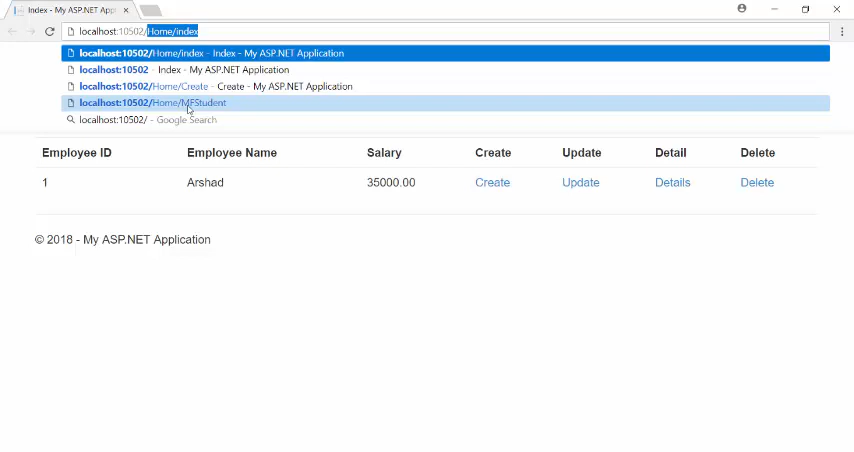 Index - My ASP.NET Appl
localhost:10502/Home/index
localhost:10502/Home/index - Index - My ASP.NET Application
localhost:10502 - Index - My ASP.NET Application
localhost:10502/Home/Create - Create - My ASP.NET Application
localhost:10502/Home/MFStudent
localhost:10502/ - Google Search
Employee ID Employee Name Salary Create Update Detail Delete
1 Arshad 35000.00 Create Update Details Delete
© 2018 - My ASP.NET Application